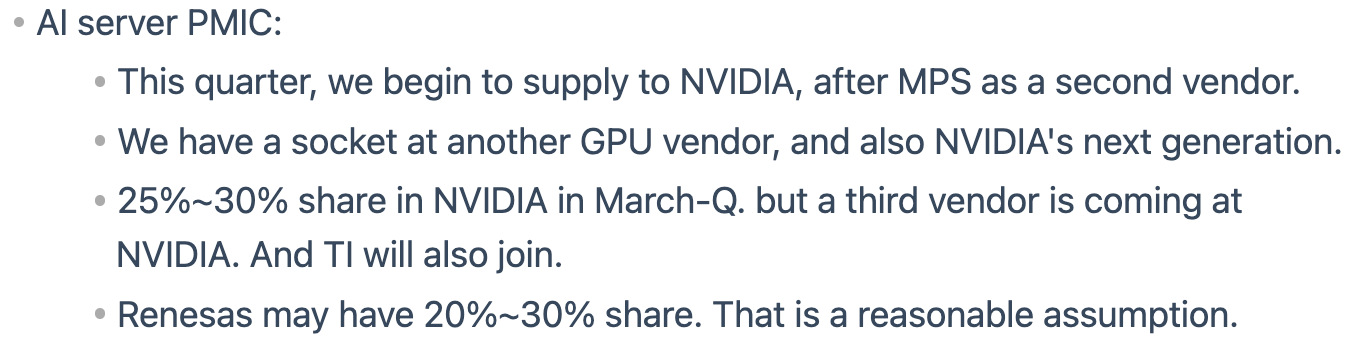 • AI server PMIC:
• This quarter, we begin to supply to NVIDIA, after MPS as a second vendor.
• We have a socket at another GPU vendor, and also NVIDIA's next generation.
• 25%~30% share in NVIDIA in March-Q. but a third vendor is coming at
NVIDIA. And TI will also join.
• Renesas may have 20%~30% share. That is a reasonable assumption.